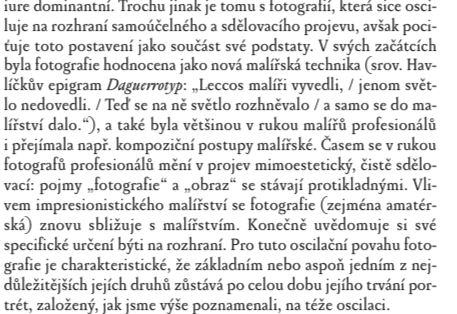 iure dominantní. Trochu jinak je tomu s fotografií, která sice osci-
luje na rozhraní samoúčelného a sdělovacího projevu, avšak poci-
ťuje toto postavení jako součást své podstaty. V svých začátcích
byla fotografie hodnocena jako nová malířská technika (srov. Hav-
líčkův epigram Daguerrotyp: „Leccos malíři vyvedli, / jenom svět-
lo nedovedli. / Teď se na ně světlo rozhněvalo / a samo se do ma-
lířství dalo.“), a také byla většinou v rukou malířů profesionálů
i přejímala např. kompoziční postupy malířské. Časem se v rukou
fotografů profesionálů mění v projev mimoestetický, čistě sdělo-
vací: pojmy „fotografie“ a „obraz“ se stávají protikladnými. Vli-
vem impresionistického malířství se fotografie (zejména amatér-
ská) znovu sbližuje s malířstvím. Konečně uvědomuje si své
specifické určení býti na rozhraní. Pro tuto oscilační povahu foto-
grafie je charakteristické, že základním nebo aspoň jedním z nej-
důležitějších jejích druhů zůstává po celou dobu jejího trvání por-
trét, založený, jak jsme výše poznamenali, na téže oscilaci.